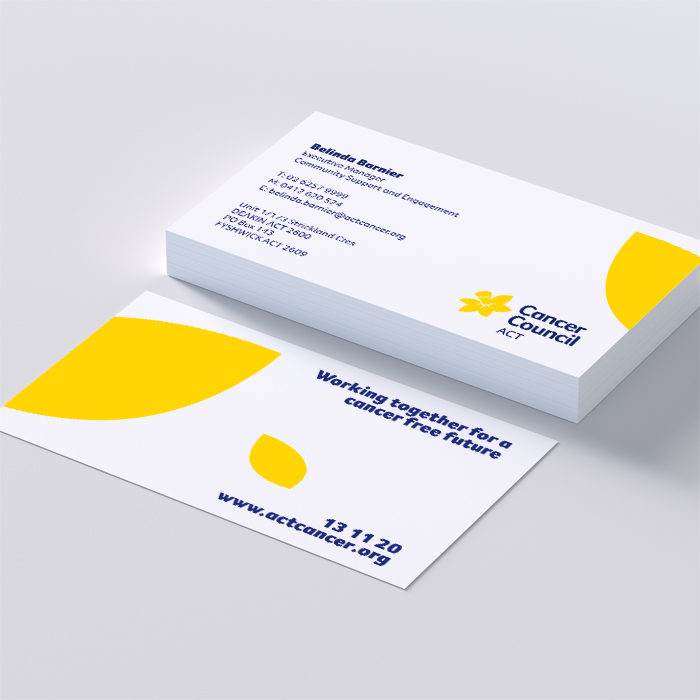 Belinda Barnier
Executive Manager
Community Support and Engagement
T: 02 6257 9999
M: 0412 620 574
E: belinda.barnier@actcancer.org
Unit 1/173 Strickland Cres
DEAKIN ACT 2600
PO Box 143
FYSHWICK ACT 2609
Cancer
Council
ACT
Working together for a
cancer free future
13 11 20
www.actcancer.org